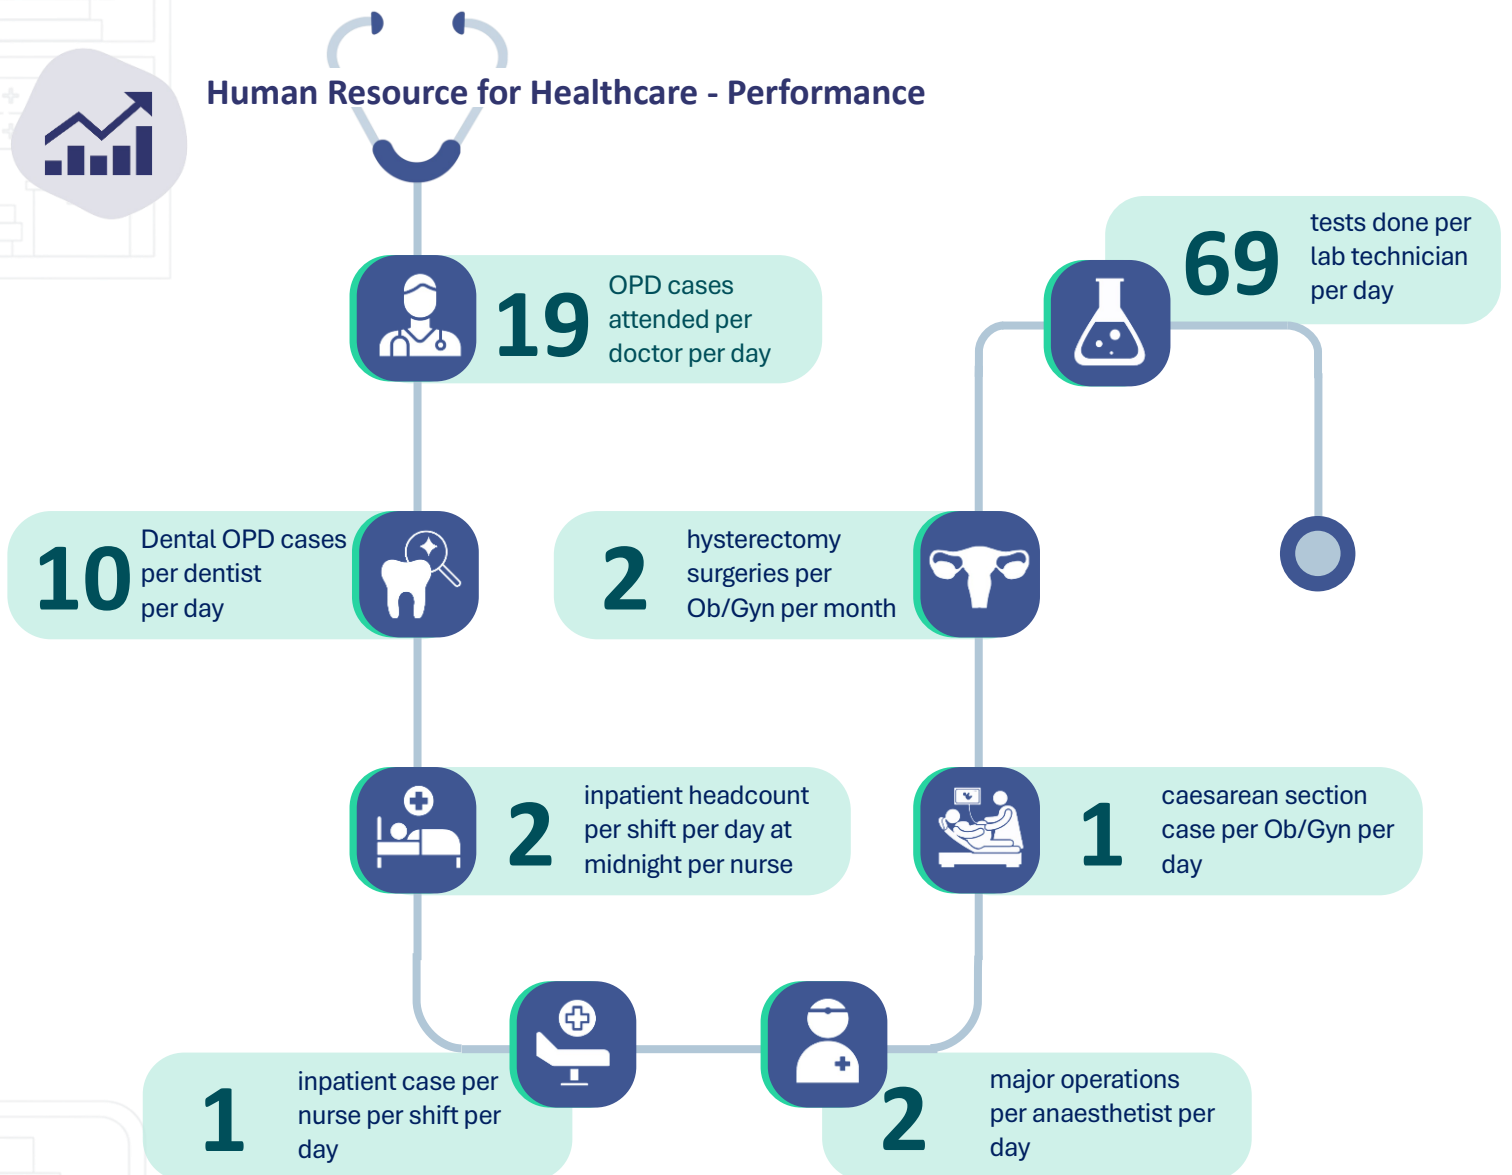 Human Resource for Healthcare - Performance
19
OPD cases
attended per
doctor per day
10
Dental OPD cases
per dentist
per day
2
inpatient headcount
per shift per day at
midnight per nurse
1
inpatient case per
nurse per shift per
day
2
major operations
per anaesthetist per
day
1
caesarean section
case per Ob/Gyn per
day
2
hysterectomy
surgeries per
Ob/Gyn per month
69
tests done per
lab technician
per day